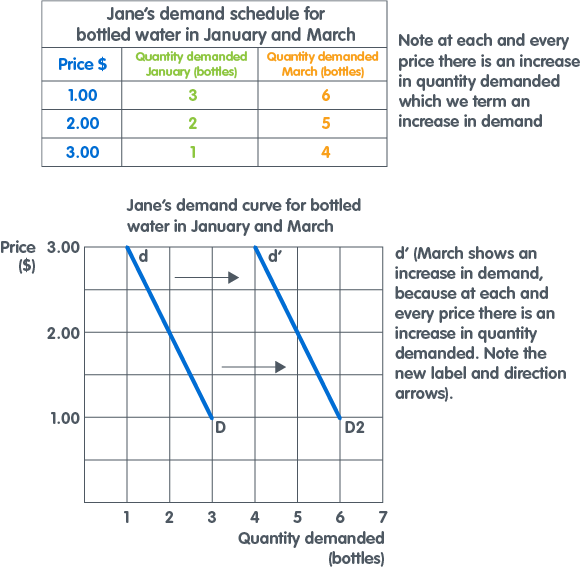 Jane's demand schedule for
bottled water in January and March
Price $
Quantity demanded
January (bottles)
Quantity demanded
March (bottles)
1.00 3 6
2.00 2 5
3.00 1 4
Note at each and every
price there is an increase
in quantity demanded
which we term an
increase in demand
Jane's demand curve for bottled
water in January and March
Price
($)
3.00
2.00
1.00
d
d'
D
D2
1 2 3 4 5 6 7
Quantity demanded
(bottles)
d' (March shows an
increase in demand,
because at each and
every price there is an
increase in quantity
demanded. Note the
new label and direction
arrows).